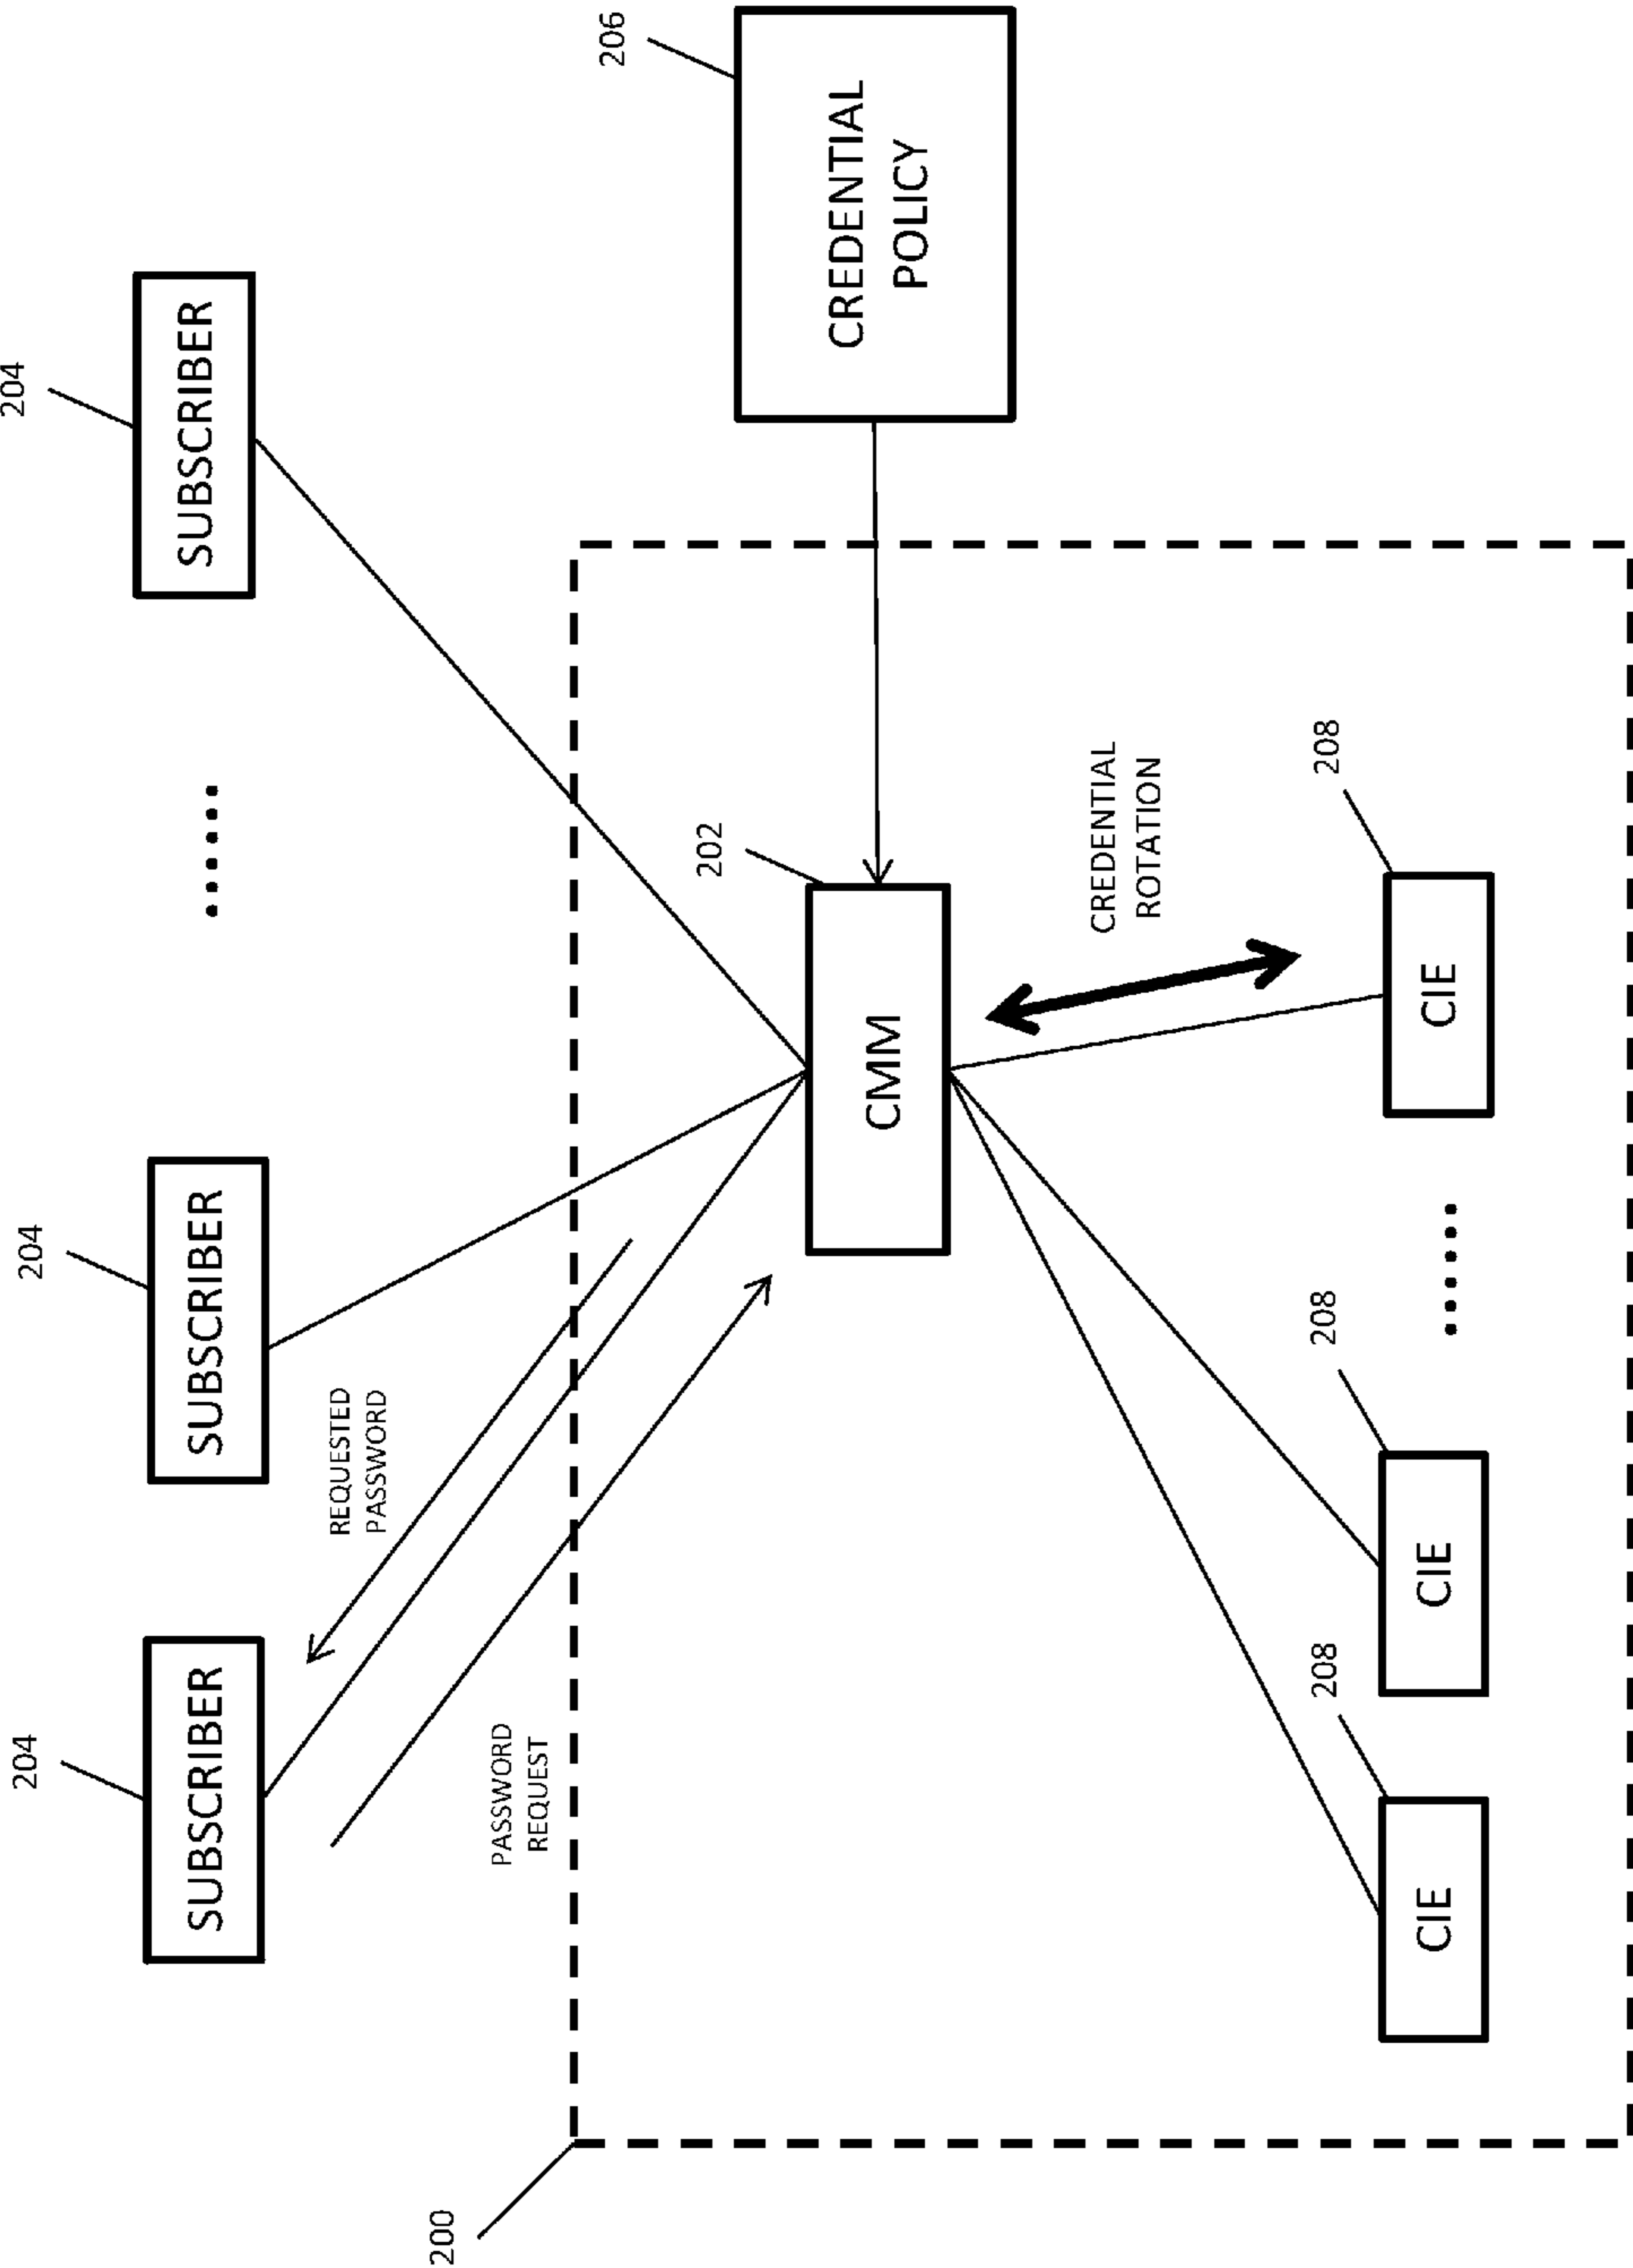 204
204
204
SUBSCRIBER
SUBSCRIBER
SUBSCRIBER
REQUESTED
PASSWORD
200
PASSWORD
REQUEST
206
CREDENTIAL
POLICY
202
CMM
CREDENTIAL
ROTATION
208
208
208
CIE
CIE
CIE